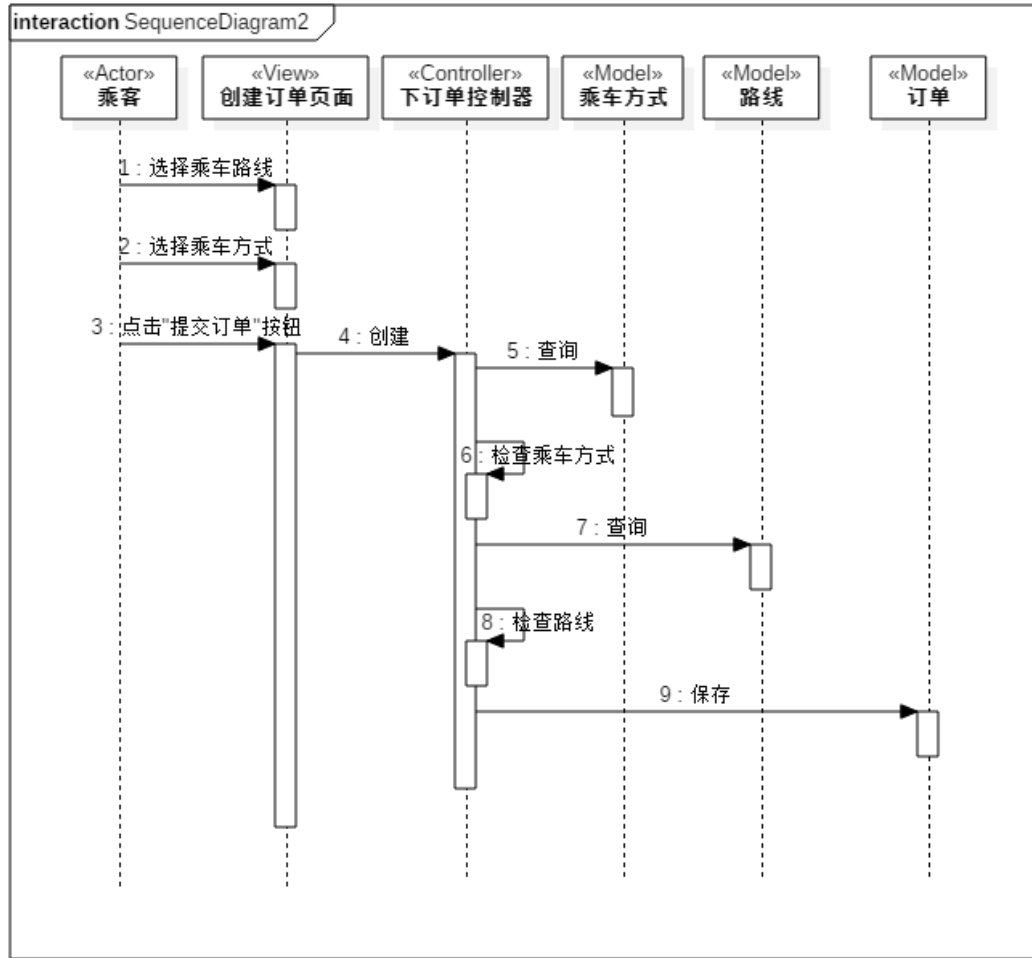 interaction SequenceDiagram2
«Actor»
乘客
«View»
创建订单页面
«Controller»
下订单控制器
«Model»
乘车方式
«Model»
路线
«Model»
订单
1 : 选择乘车路线
2 : 选择乘车方式
3 : 点击"提交订单"按钮
4 : 创建
5 : 查询
6 : 检查乘车方式
7 : 查询
8 : 检查路线
9 : 保存